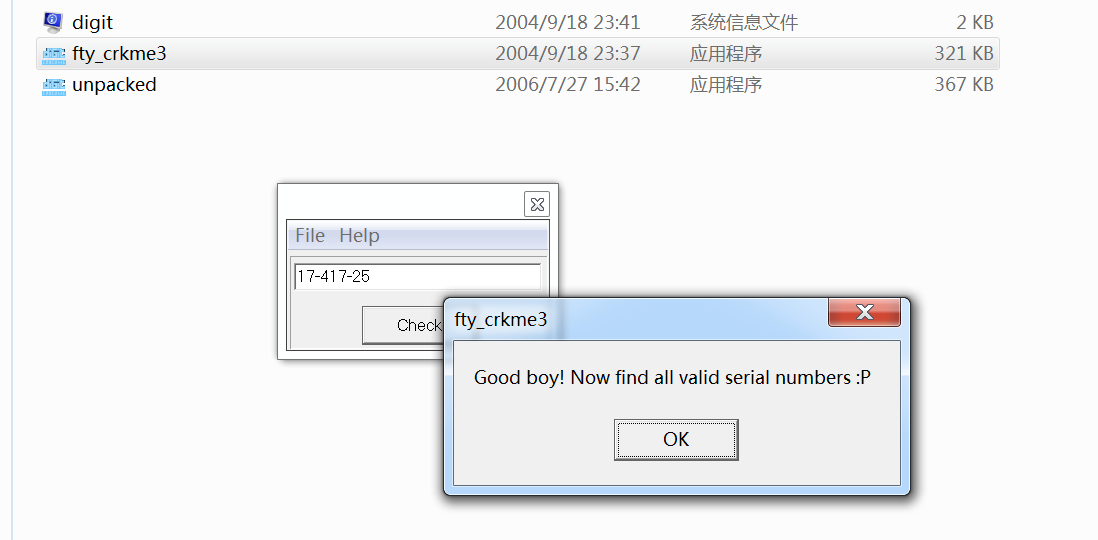 digit 2004/9/18 23:41 系统信息文件 2 KB
fty_crkme3 2004/9/18 23:37 应用程序 321 KB
unpacked 2006/7/27 15:42 应用程序 367 KB
File Help
17-417-25
Check
fty_crkme3
Good boy! Now find all valid serial numbers :P
OK